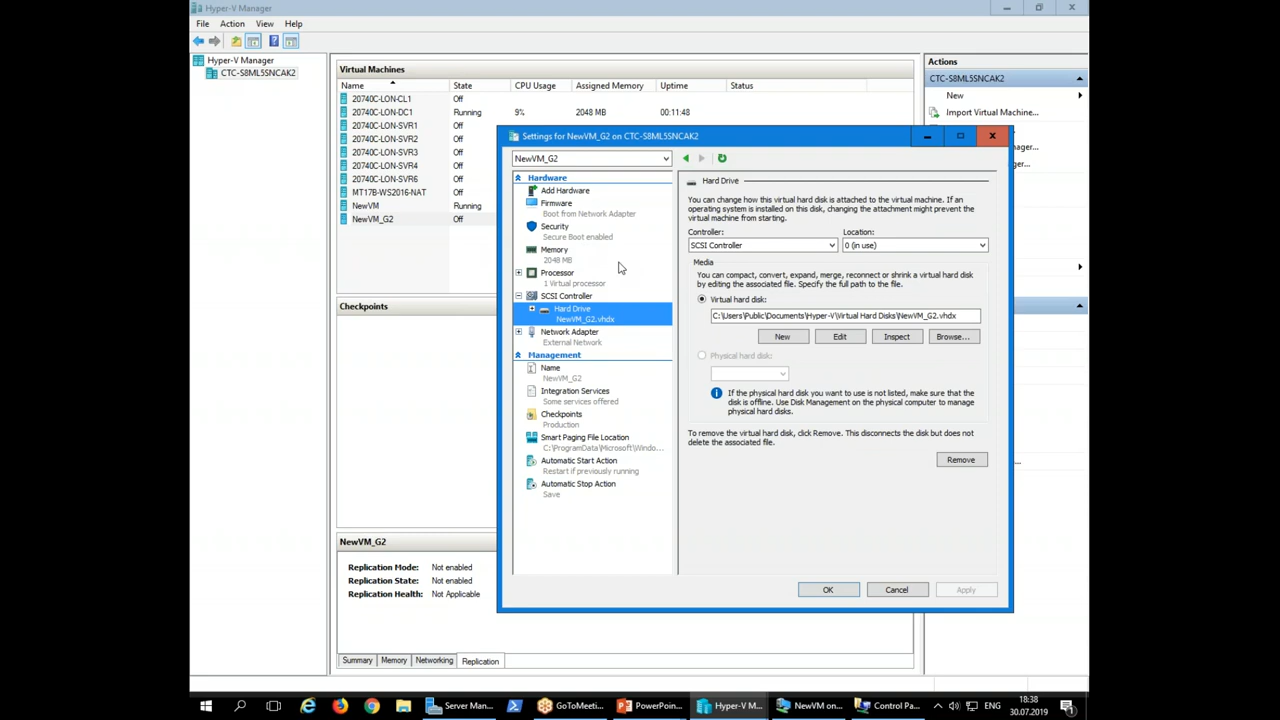 Hyper-V Manager
File Action View Help
Hyper-V Manager
CTC-S8ML5SNCAK2
Virtual Machines
Name State CPU Usage Assigned Memory Uptime Status
20740C-LON-CL1 Off
20740C-LON-DC1 Running 9% 2048 MB 00:11:48
20740C-LON-SVR1 Off
20740C-LON-SVR2 Off
20740C-LON-SVR3 Off
20740C-LON-SVR4 Off
20740C-LON-SVR6 Off
MT17B-WS2016-NAT Off
NewVM Running
NewVM_G2 Off
Checkpoints
NewVM_G2
Replication Mode: Not enabled
Replication State: Not enabled
Replication Health: Not Applicable
Summary Memory Networking Replication
Actions
CTC-S8ML5SNCAK2
New
Import Virtual Machine...
Settings for NewVM_G2 on CTC-S8ML5SNCAK2
NewVM_G2
Hardware
Add Hardware
Firmware
Boot from Network Adapter
Security
Secure Boot enabled
Memory
2048 MB
Processor
1 Virtual processor
SCSI Controller
Hard Drive
NewVM_G2.vhdx
Network Adapter
External Network
Management
Name
NewVM_G2
Integration Services
Some services offered
Checkpoints
Production
Smart Paging File Location
C:\ProgramData\Microsoft\Windo...
Automatic Start Action
Restart if previously running
Automatic Stop Action
Save
Hard Drive
You can change how this virtual hard disk is attached to the virtual machine. If an
operating system is installed on this disk, changing the attachment might prevent the
virtual machine from starting.
Controller: Location:
SCSI Controller 0 (in use)
Media
You can compact, convert, expand, merge, reconnect or shrink a virtual hard disk
by editing the associated file. Specify the full path to the file.
Virtual hard disk:
C:\Users\Public\Documents\Hyper-V\Virtual Hard Disks\NewVM_G2.vhdx
New Edit Inspect Browse...
Physical hard disk:
If the physical hard disk you want to use is not listed, make sure that the
disk is offline. Use Disk Management on the physical computer to manage
physical hard disks.
To remove the virtual hard disk, click Remove. This disconnects the disk but does not
delete the associated file.
Remove
OK Cancel Apply
Server Man... GoToMeeti... PowerPoin... Hyper-V M... NewVM on... Control Pa... ENG 18:38
30.07.2019